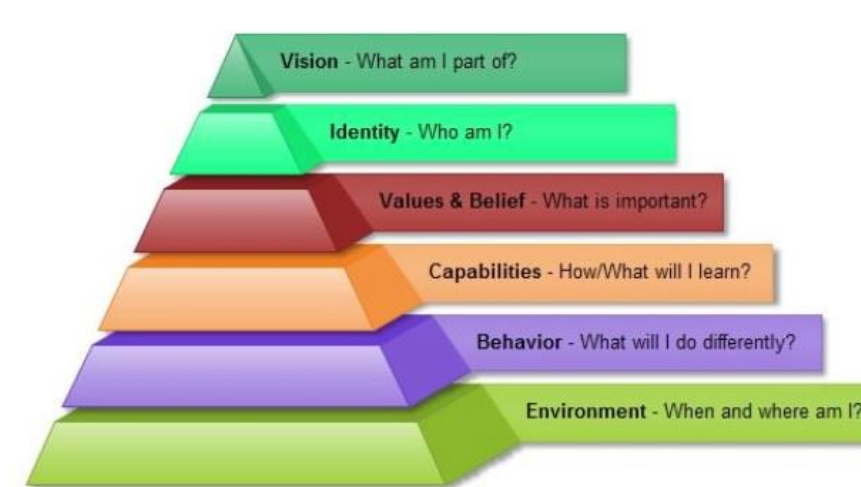 Vision - What am I part of?
Identity - Who am I?
Values & Belief - What is important?
Capabilities - How/What will I learn?
Behavior - What will I do differently?
Environment - When and where am I?